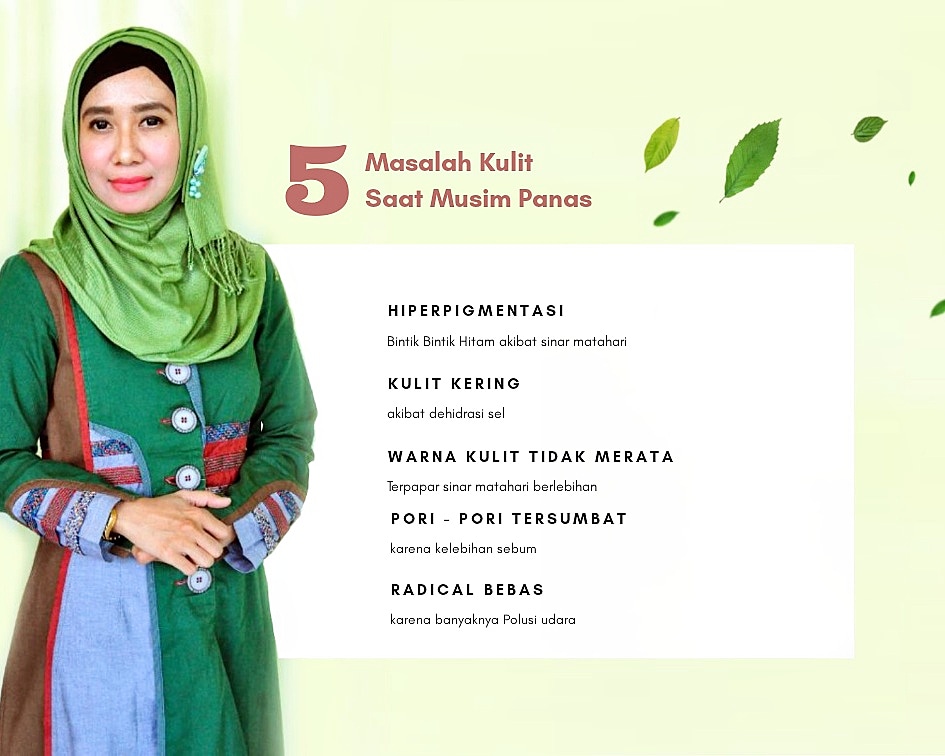 5 Masalah Kulit
Saat Musim Panas
HIPERPIGMENTASI
Bintik Bintik Hitam akibat sinar matahari
KULIT KERING
akibat dehidrasi sel
WARNA KULIT TIDAK MERATA
Terpapar sinar matahari berlebihan
PORI - PORI TERSUMBAT
karena kelebihan sebum
RADICAL BEBAS
karena banyaknya Polusi udara